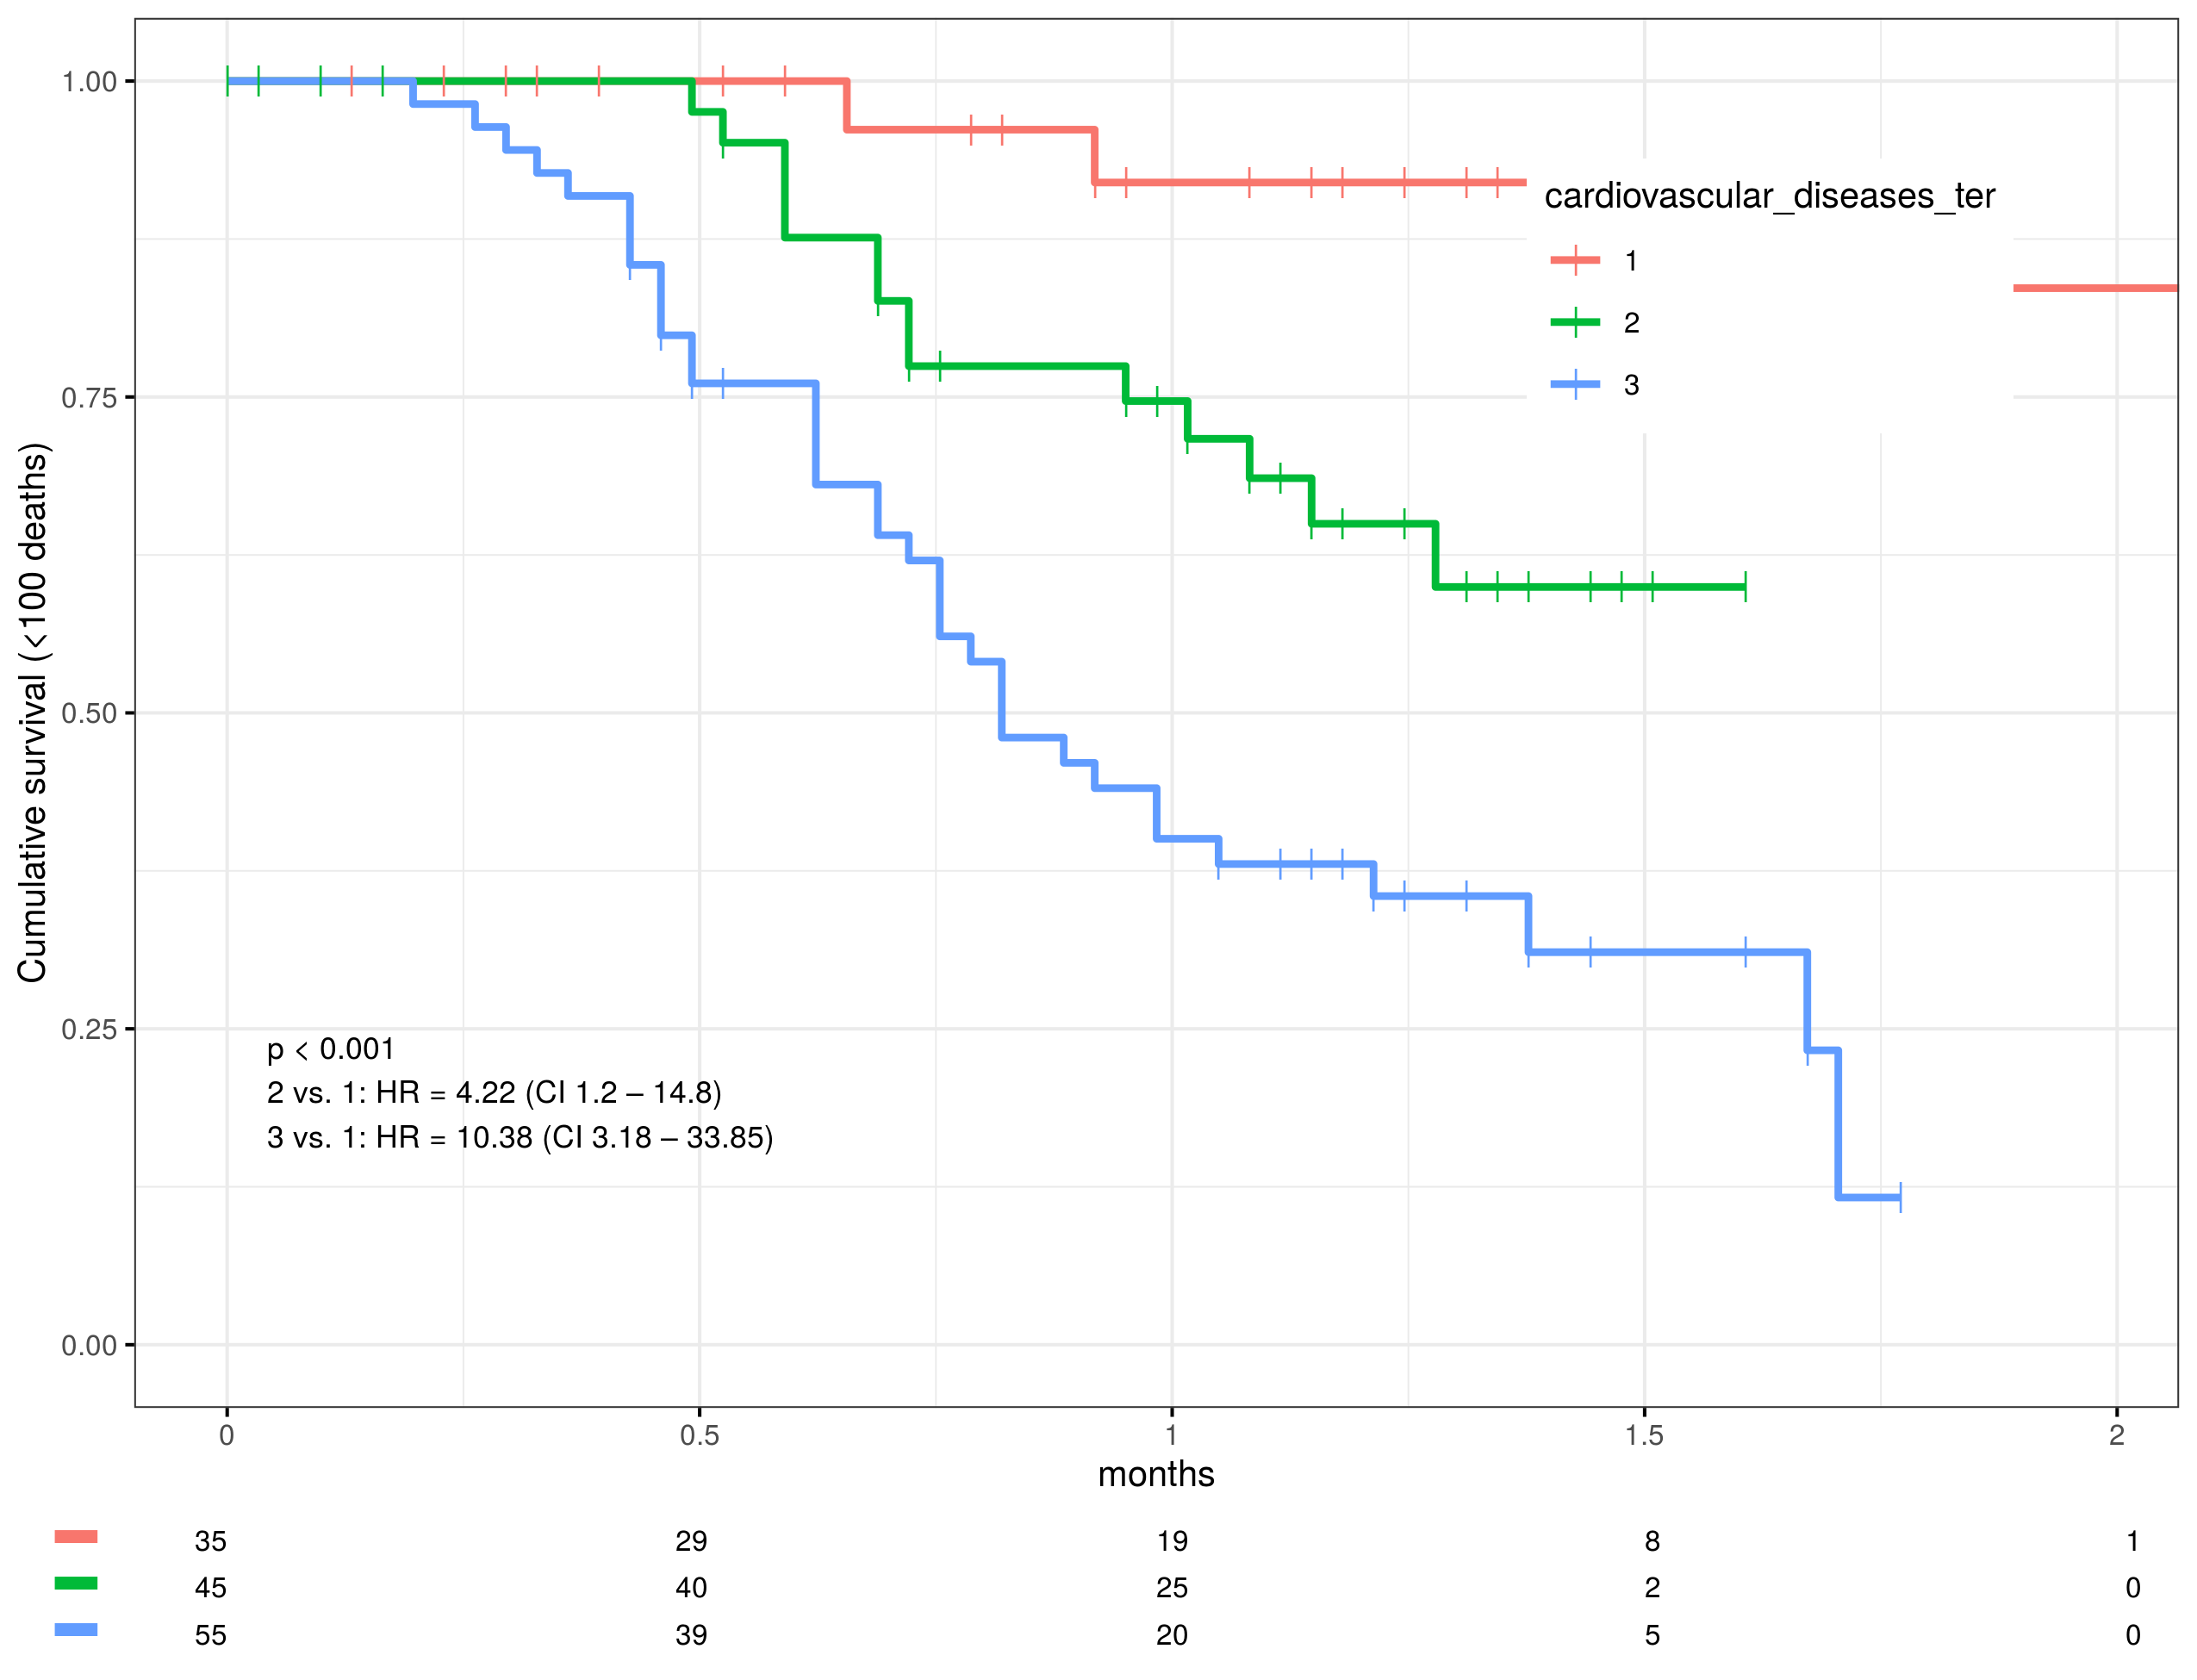 1.00
0.75
0.50
0.25
0.00
Cumulative survival (<100 deaths)
cardiovascular_diseases_ter
1
2
3
p < 0.001
2 vs. 1: HR = 4.22 (CI 1.2 – 14.8)
3 vs. 1: HR = 10.38 (CI 3.18 – 33.85)
0 0.5 1 1.5 2
months
35 29 19 8 1
45 40 25 2 0
55 39 20 5 0